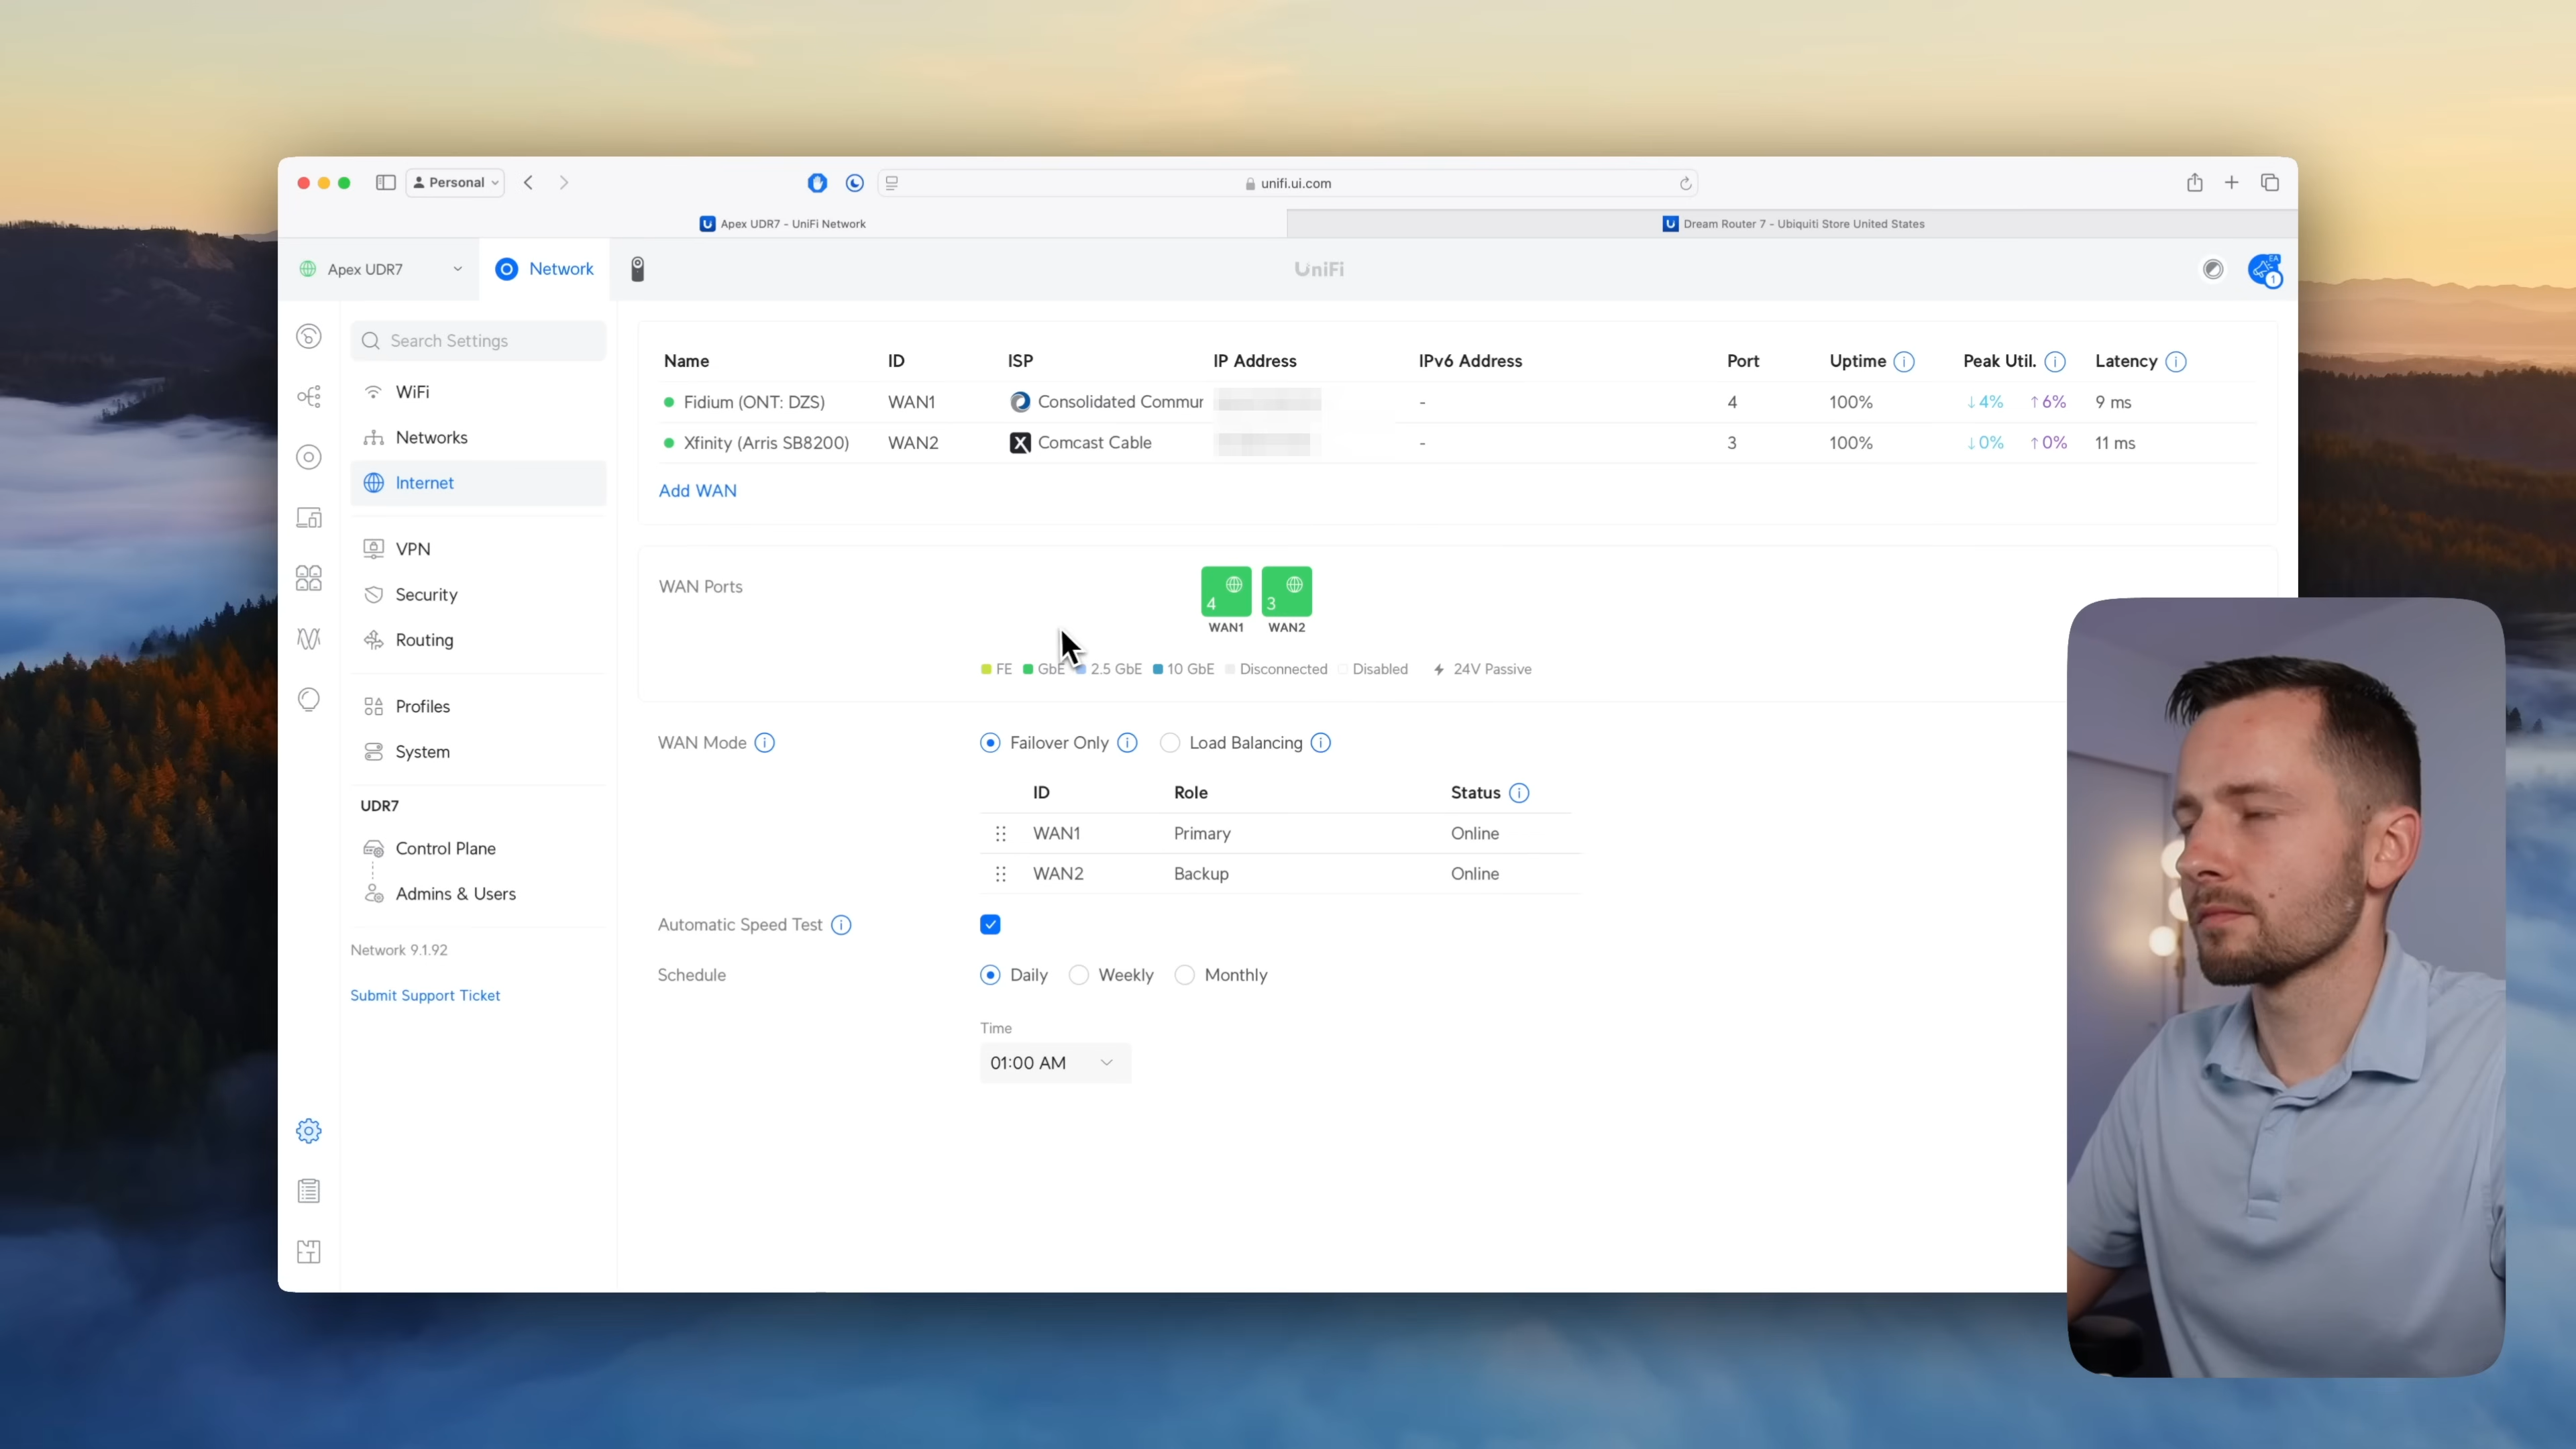 Personal
unifi.ui.com
Apex UDR7 - UniFi Network
Dream Router 7 - Ubiquiti Store United States
Apex UDR7
Network
UniFi
EA
1
Search Settings
WiFi
Networks
Internet
VPN
Security
Routing
Profiles
System
UDR7
Control Plane
Admins & Users
Network 9.1.92
Submit Support Ticket
Name ID ISP IP Address IPv6 Address Port Uptime Peak Util. Latency
Fidium (ONT: DZS) WAN1 Consolidated Commur - 4 100% ↓4% ↑6% 9 ms
Xfinity (Arris SB8200) WAN2 Comcast Cable - 3 100% ↓0% ↑0% 11 ms
Add WAN
WAN Ports
4 3
WAN1 WAN2
FE GbE 2.5 GbE 10 GbE Disconnected Disabled 24V Passive
WAN Mode Failover Only Load Balancing
ID Role Status
WAN1 Primary Online
WAN2 Backup Online
Automatic Speed Test
Schedule Daily Weekly Monthly
Time
01:00 AM